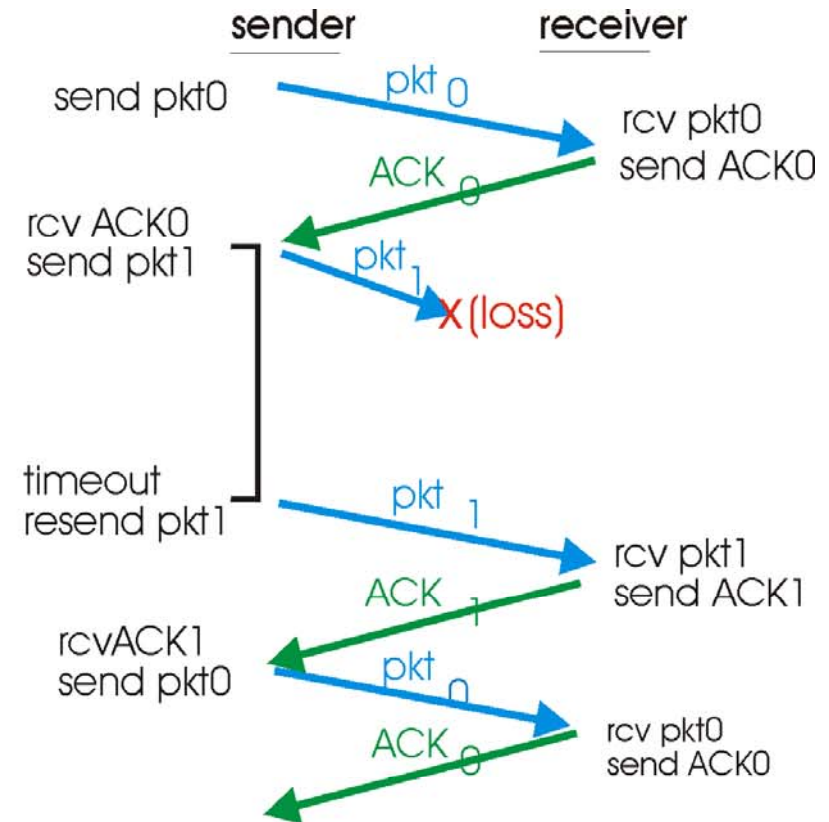 sender
receiver
send pkt0
pkt 0
rcv pkt0
send ACK0
ACK 0
rcv ACK0
send pkt1
pkt 1
X (loss)
timeout
resend pkt1
pkt 1
rcv pkt1
send ACK1
ACK 1
rcvACK1
send pkt0
pkt 0
rcv pkt0
send ACK0
ACK 0